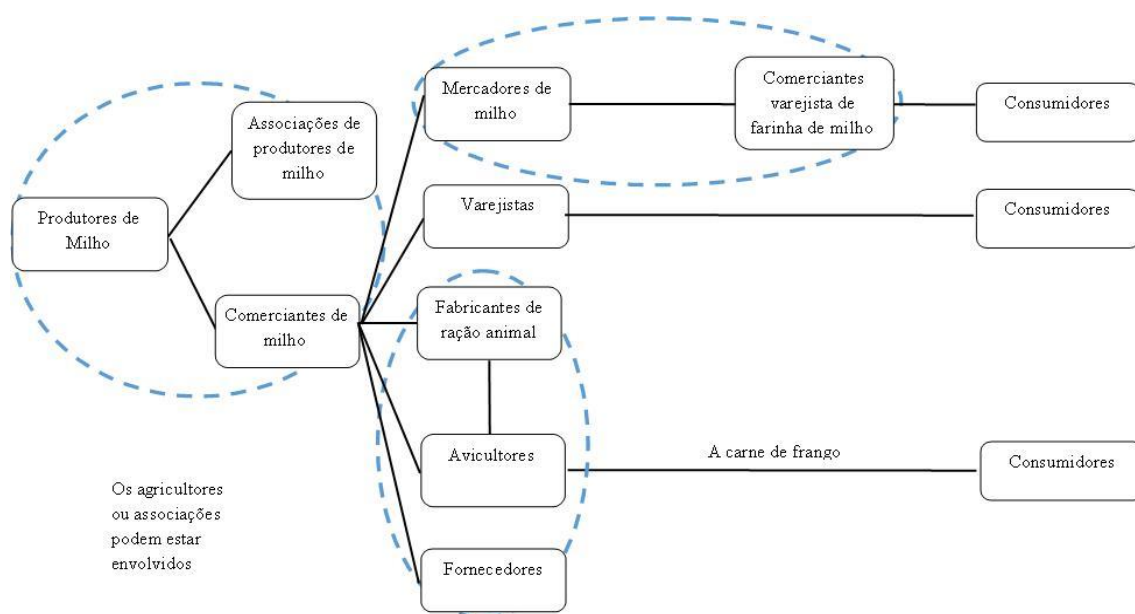 Produtores de
Milho
Associações de
produtores de
milho
Comerciantes de
milho
Mercadores de
milho
Comerciantes
varejista de
farinha de milho
Consumidores
Varejistas
Consumidores
Fabricantes de
ração animal
Avicultores
A carne de frango
Consumidores
Fornecedores
Os agricultores
ou associações
podem estar
envolvidos